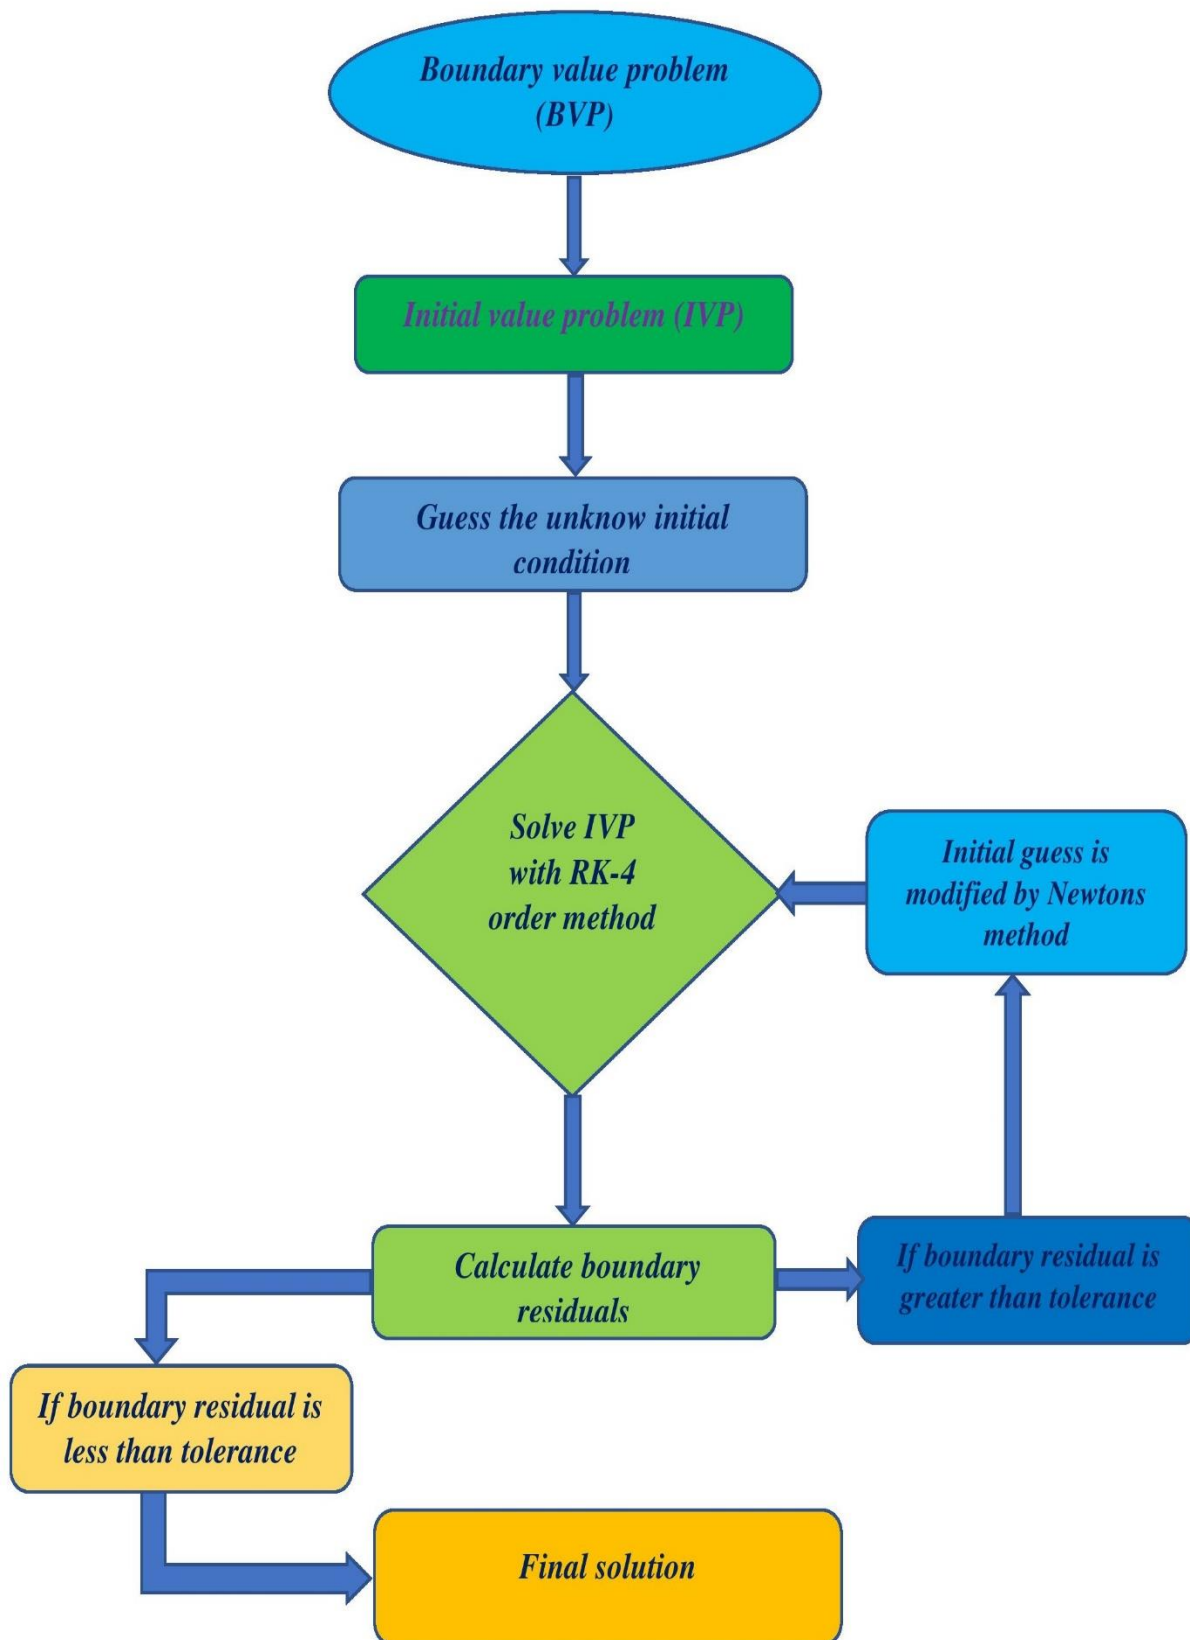 Boundary value problem
(BVP)
Initial value problem (IVP)
Guess the unknow initial
condition
Solve IVP
with RK-4
order method
Initial guess is
modified by Newtons
method
Calculate boundary
residuals
If boundary residual is
greater than tolerance
If boundary residual is
less than tolerance
Final solution